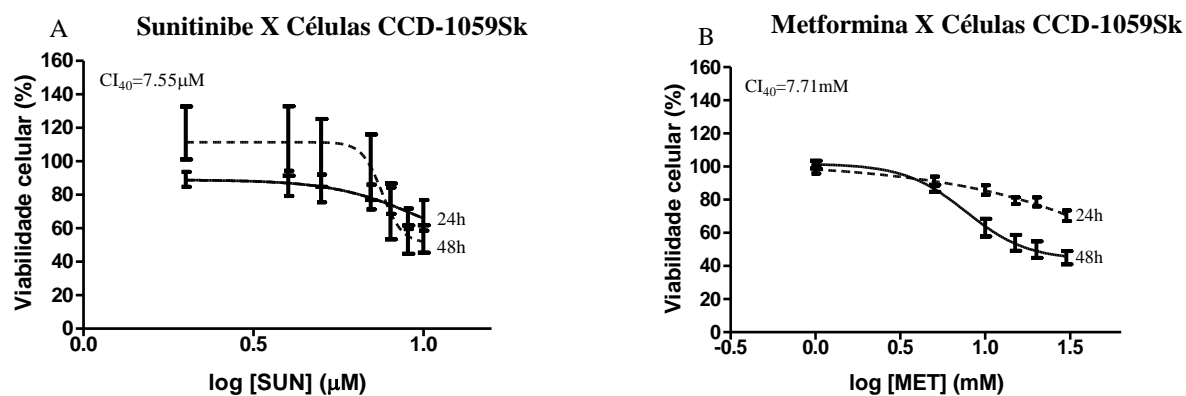 A
Sunitinibe X Células CCD-1059Sk
CI40=7.55µM
Viabilidade celular (%)
160
140
120
100
80
60
40
20
0
24h
48h
0.0
0.5
1.0
log [SUN] (µM)
B
Metformina X Células CCD-1059Sk
CI40=7.71mM
Viabilidade celular (%)
160
140
120
100
80
60
40
20
0
24h
48h
-0.5
0.0
0.5
1.0
1.5
log [MET] (mM)